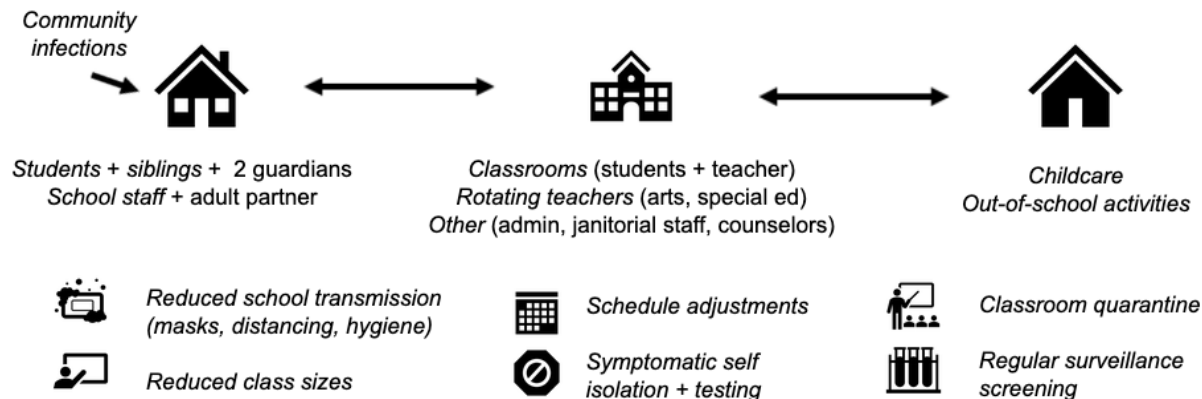 Community
infections
Students + siblings + 2 guardians
School staff + adult partner
Classrooms (students + teacher)
Rotating teachers (arts, special ed)
Other (admin, janitorial staff, counselors)
Childcare
Out-of-school activities
Reduced school transmission
(masks, distancing, hygiene)
Schedule adjustments
Classroom quarantine
Reduced class sizes
Symptomatic self
isolation + testing
Regular surveillance
screening